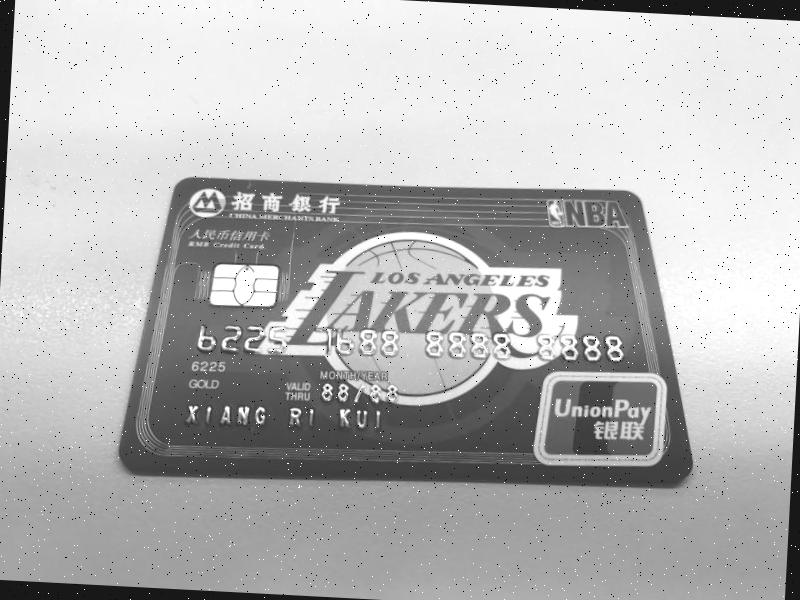 招商银行
CHINA MERCHANTS BANK
NBA
人民币信用卡
RMB Credit Card
LOS ANGELES
LAKERS
6225 1688 8888 8888
6225
MONTH/YEAR
GOLD
VALID THRU 88/88
XIANG RI KUI
UnionPay
银联